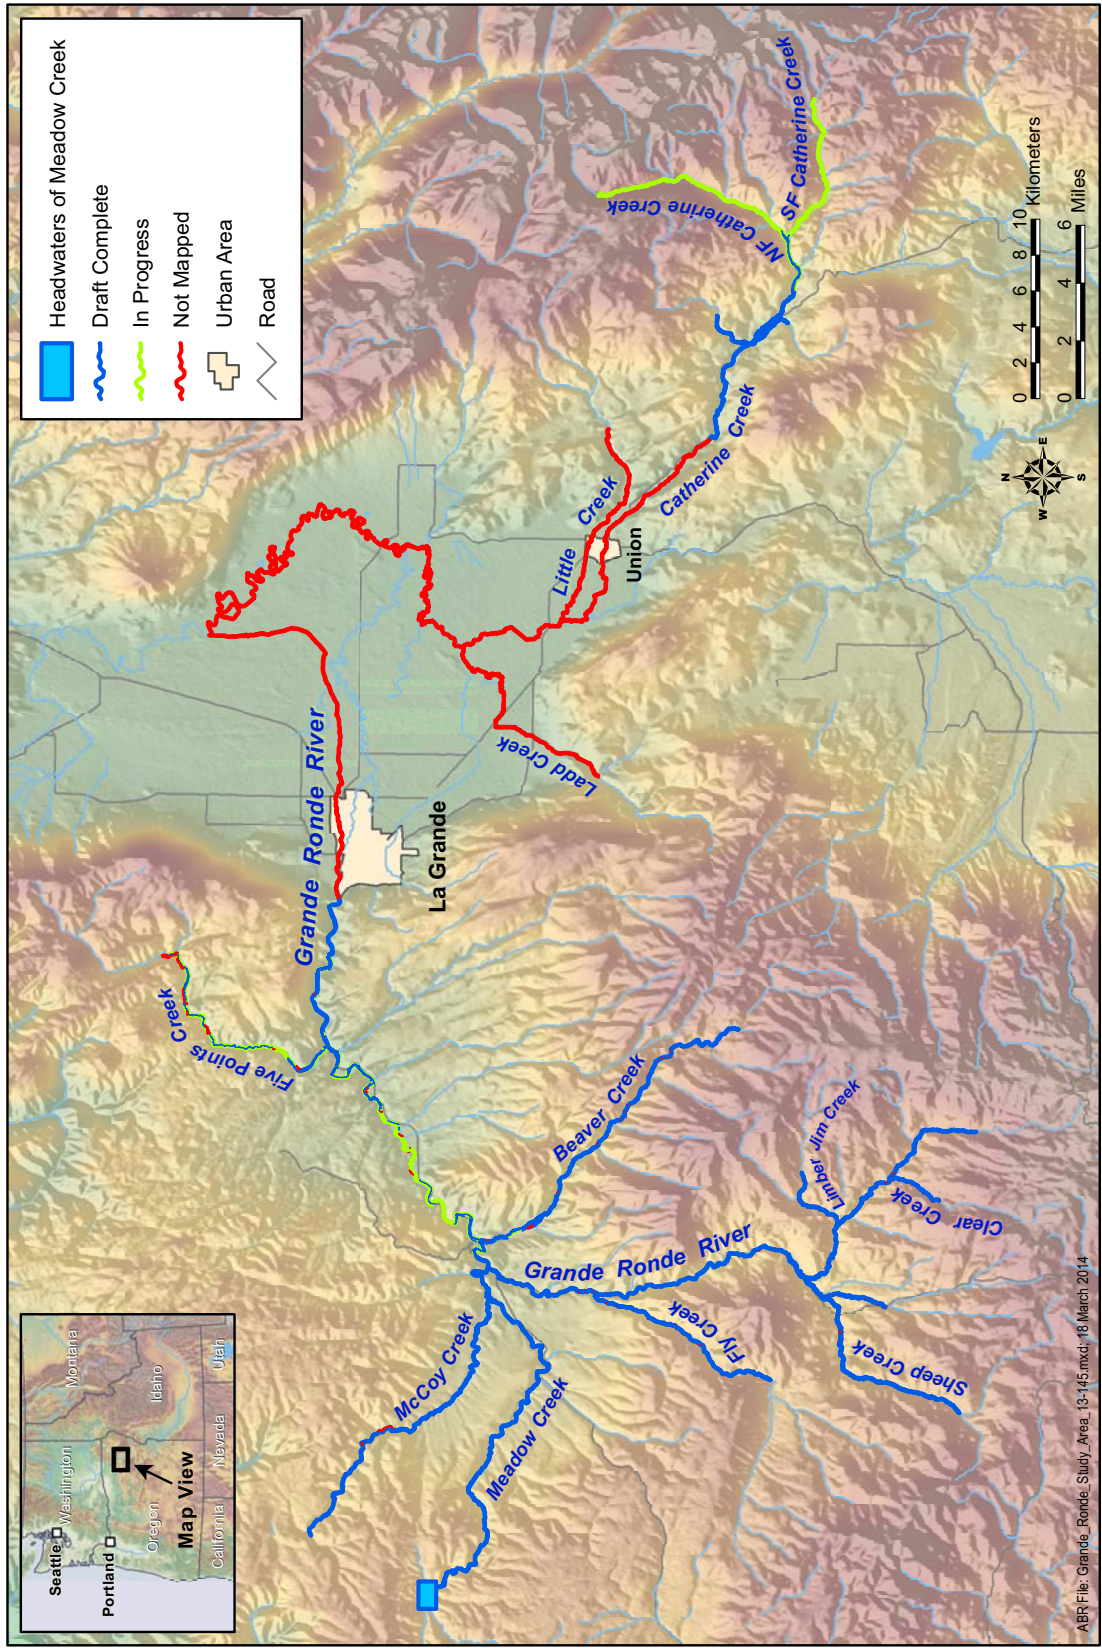 Headwaters of Meadow Creek
Draft Complete
In Progress
Not Mapped
Urban Area
Road
Seattle
Washington
Montana
Portland
Oregon
Idaho
Map View
California
Nevada
Utah
Five Points
Creek
Grande Ronde River
La Grande
McCoy Creek
Meadow Creek
Beaver Creek
Grande Ronde River
Fly Creek
Sheep Creek
Limber Jim Creek
Clear
Creek
Ladd Creek
Little
Creek
Union
Catherine
Creek
NF Catherine Creek
SF Catherine Creek
N
W
E
S
0 2 4 6 8 10
Kilometers
0 2 4 6
Miles
ABR File: Grande_Ronde_Study_Area_13-145.mxd; 18 March 2014